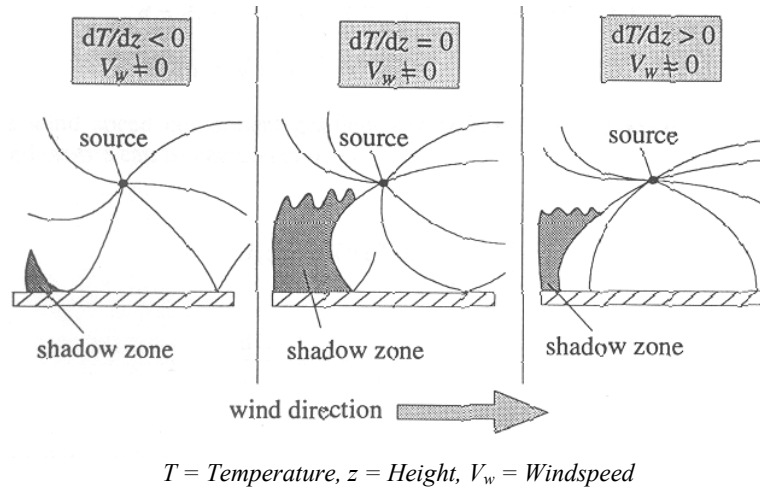 dT/dz < 0
V_w ≠ 0
source
shadow zone
dT/dz = 0
V_w ≠ 0
source
shadow zone
dT/dz > 0
V_w ≠ 0
source
shadow zone
wind direction
T = Temperature, z = Height, V_w = Windspeed